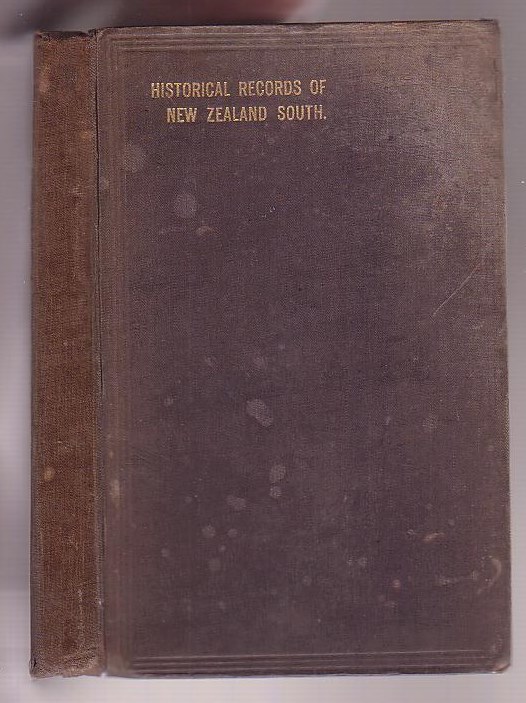 HISTORICAL RECORDS OF
NEW ZEALAND SOUTH.